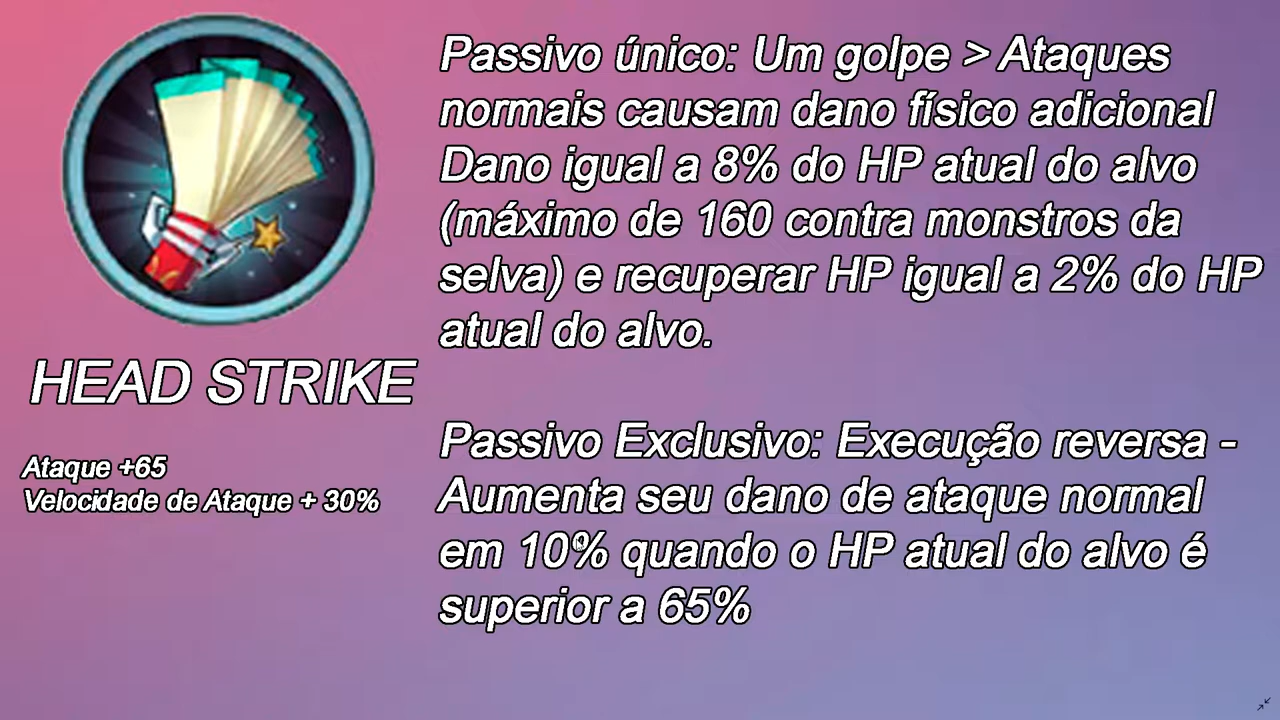 Passivo único: Um golpe > Ataques
normais causam dano físico adicional
Dano igual a 8% do HP atual do alvo
(máximo de 160 contra monstros da
selva) e recuperar HP igual a 2% do HP
atual do alvo.
HEAD STRIKE
Ataque +65
Velocidade de Ataque + 30%
Passivo Exclusivo: Execução reversa -
Aumenta seu dano de ataque normal
em 10% quando o HP atual do alvo é
superior a 65%